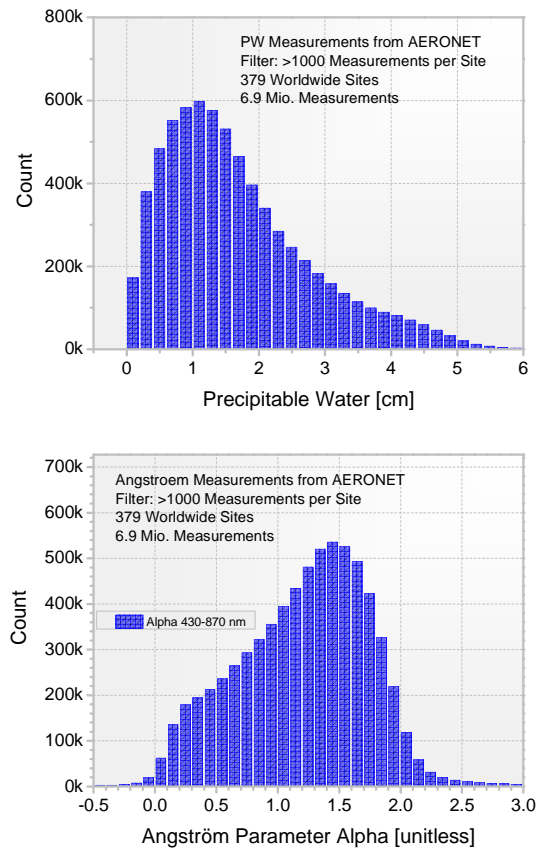 800k
PW Measurements from AERONET
Filter: >1000 Measurements per Site
379 Worldwide Sites
6.9 Mio. Measurements
600k
400k
200k
0k
Count
0 1 2 3 4 5 6
Precipitable Water [cm]
700k
Angstroem Measurements from AERONET
Filter: >1000 Measurements per Site
379 Worldwide Sites
6.9 Mio. Measurements
600k
500k
400k
Alpha 430-870 nm
300k
200k
100k
0k
Count
-0.5 0.0 0.5 1.0 1.5 2.0 2.5 3.0
Angström Parameter Alpha [unitless]